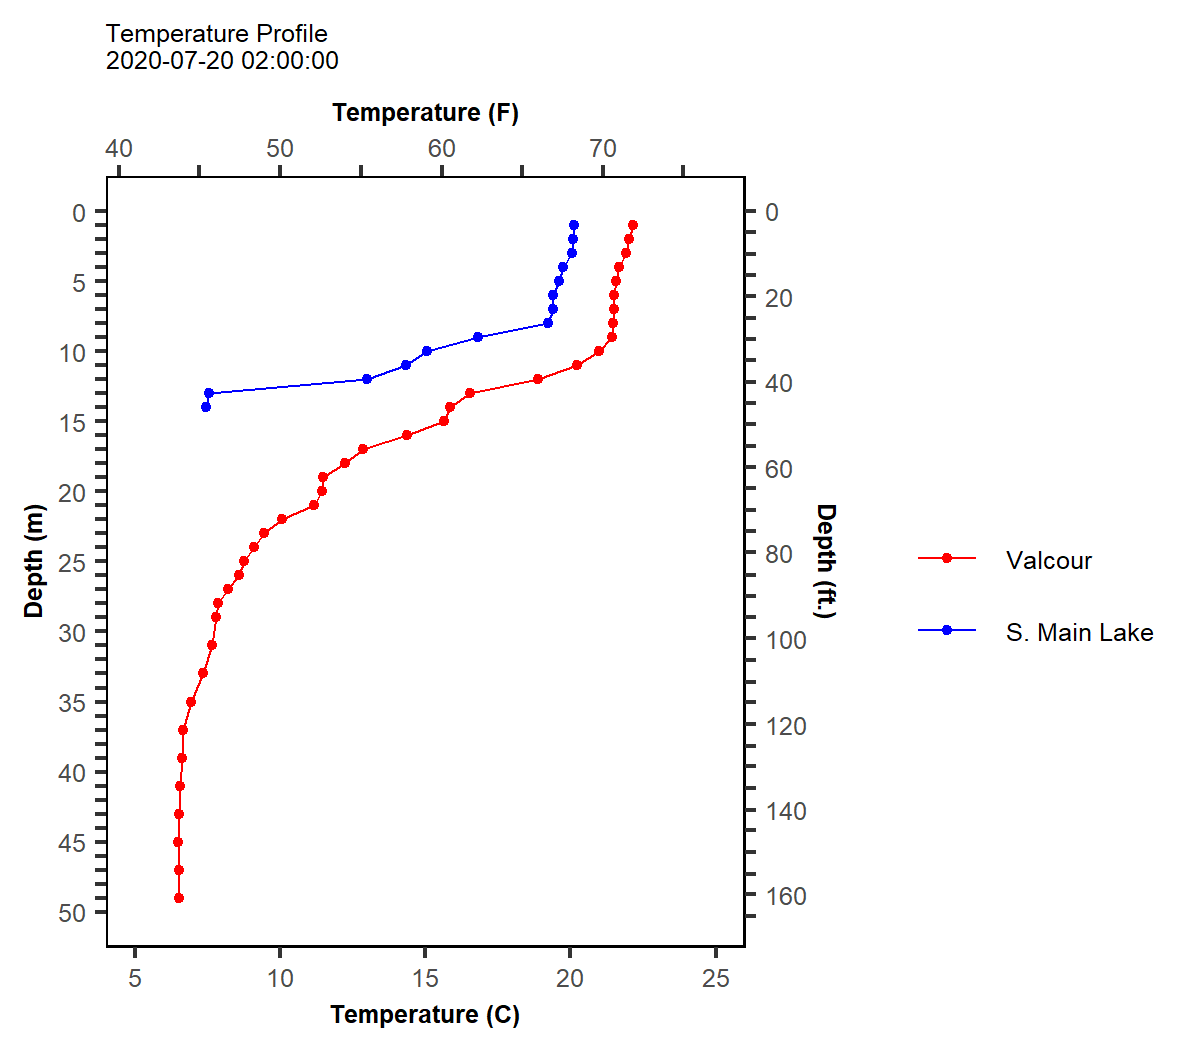 Temperature Profile
2020-07-20 02:00:00
Temperature (F)
40 50 60 70
0
5
10
15
20
25
30
35
40
45
50
Depth (m)
0
20
40
60
80
100
120
140
160
Depth (ft.)
5 10 15 20 25
Temperature (C)
Valcour
S. Main Lake